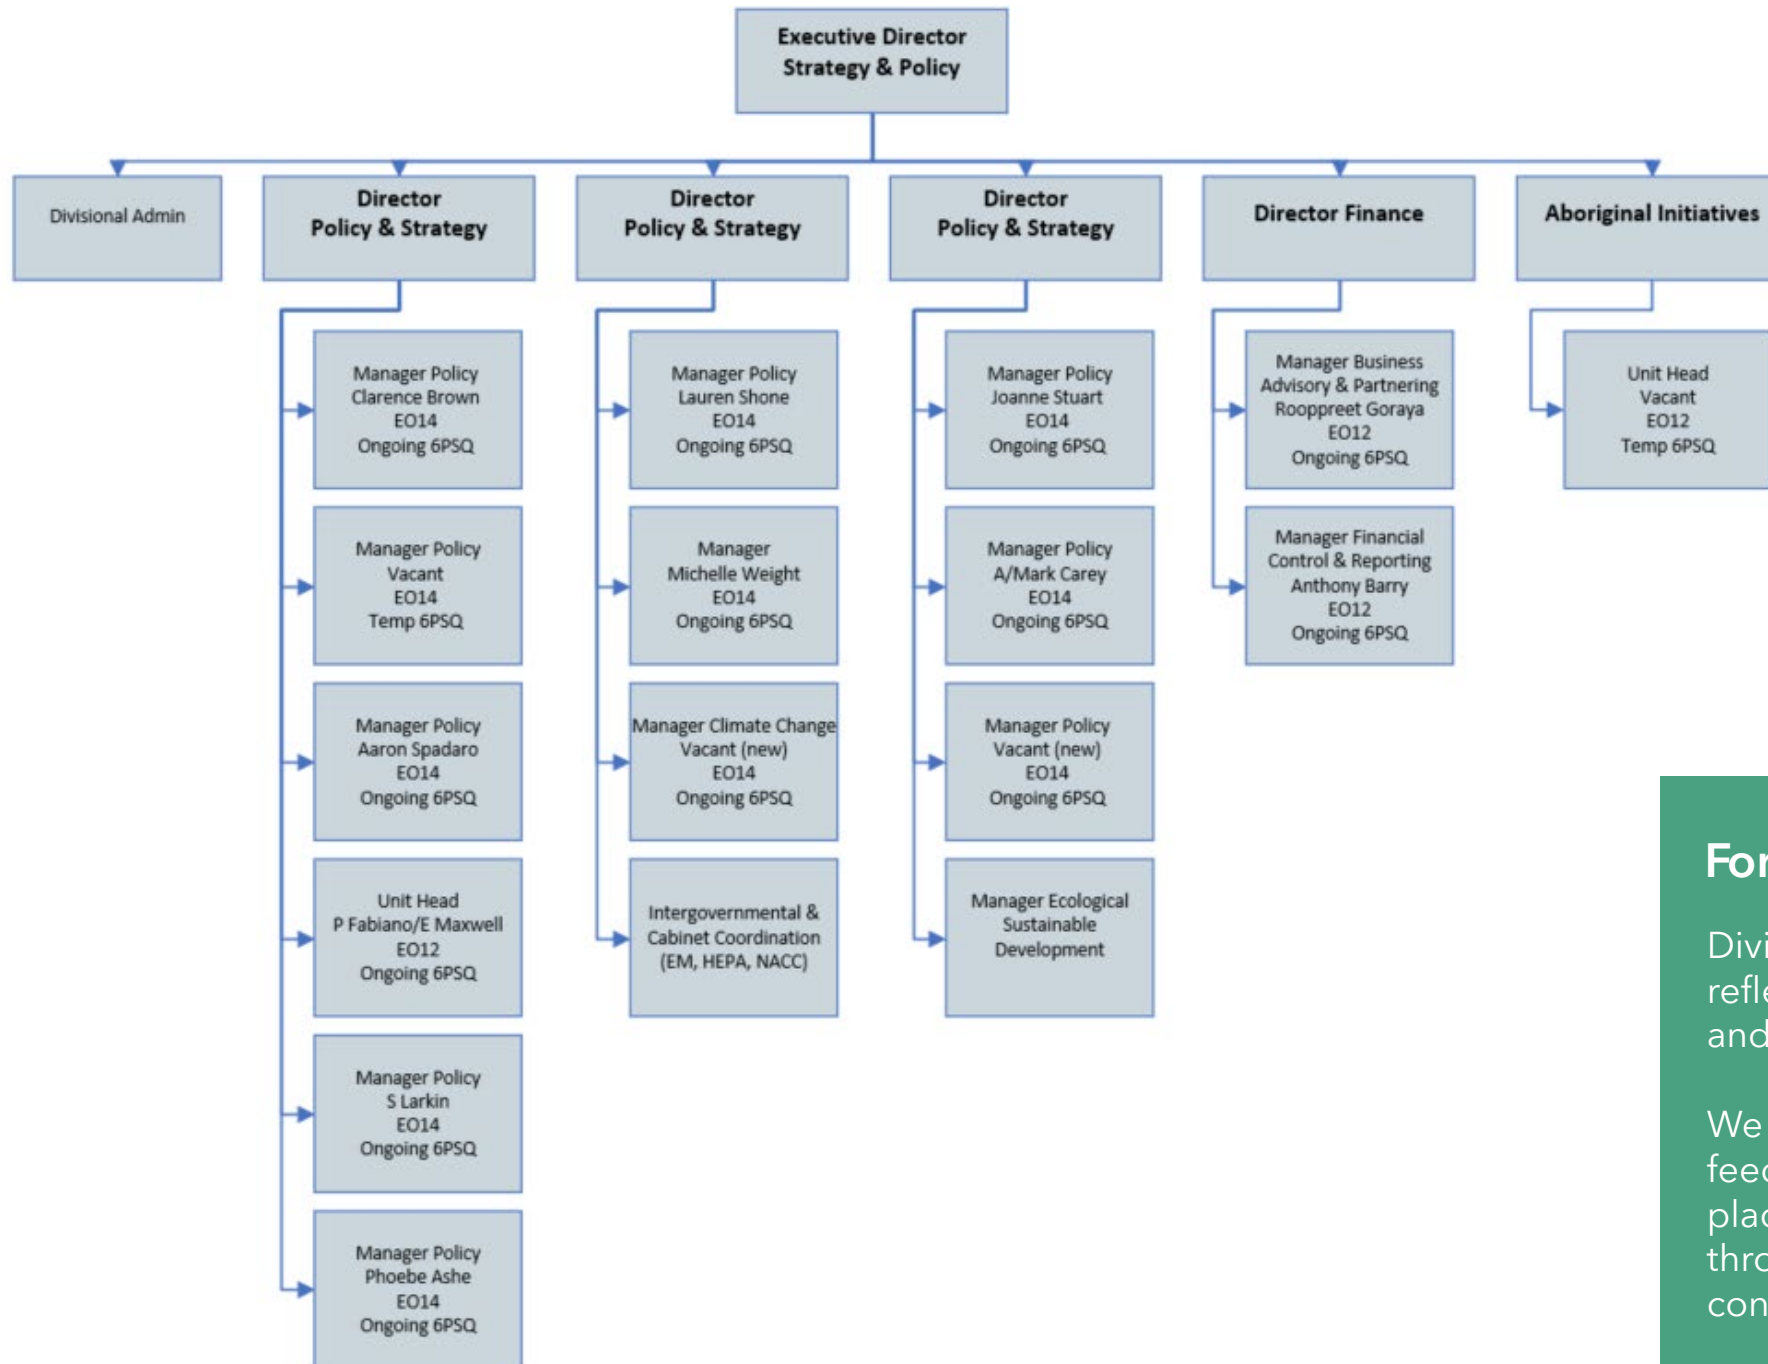 Executive Director
Strategy & Policy
Divisional Admin
Director
Policy & Strategy
Director
Policy & Strategy
Director
Policy & Strategy
Director Finance
Aboriginal Initiatives
Manager Policy
Clarence Brown
EO14
Ongoing 6PSQ
Manager Policy
Vacant
EO14
Temp 6PSQ
Manager Policy
Aaron Spadaro
EO14
Ongoing 6PSQ
Unit Head
P Fabiano/E Maxwell
EO12
Ongoing 6PSQ
Manager Policy
S Larkin
EO14
Ongoing 6PSQ
Manager Policy
Phoebe Ashe
EO14
Ongoing 6PSQ
Manager Policy
Lauren Shone
EO14
Ongoing 6PSQ
Manager
Michelle Weight
EO14
Ongoing 6PSQ
Manager Climate Change
Vacant (new)
EO14
Ongoing 6PSQ
Intergovernmental &
Cabinet Coordination
(EM, HEPA, NACC)
Manager Policy
Joanne Stuart
EO14
Ongoing 6PSQ
Manager Policy
A/Mark Carey
EO14
Ongoing 6PSQ
Manager Policy
Vacant (new)
EO14
Ongoing 6PSQ
Manager Ecological
Sustainable
Development
Manager Business
Advisory & Partnering
Rooppreet Goraya
EO12
Ongoing 6PSQ
Manager Financial
Control & Reporting
Anthony Barry
EO12
Ongoing 6PSQ
Unit Head
Vacant
EO12
Temp 6PSQ
and
We